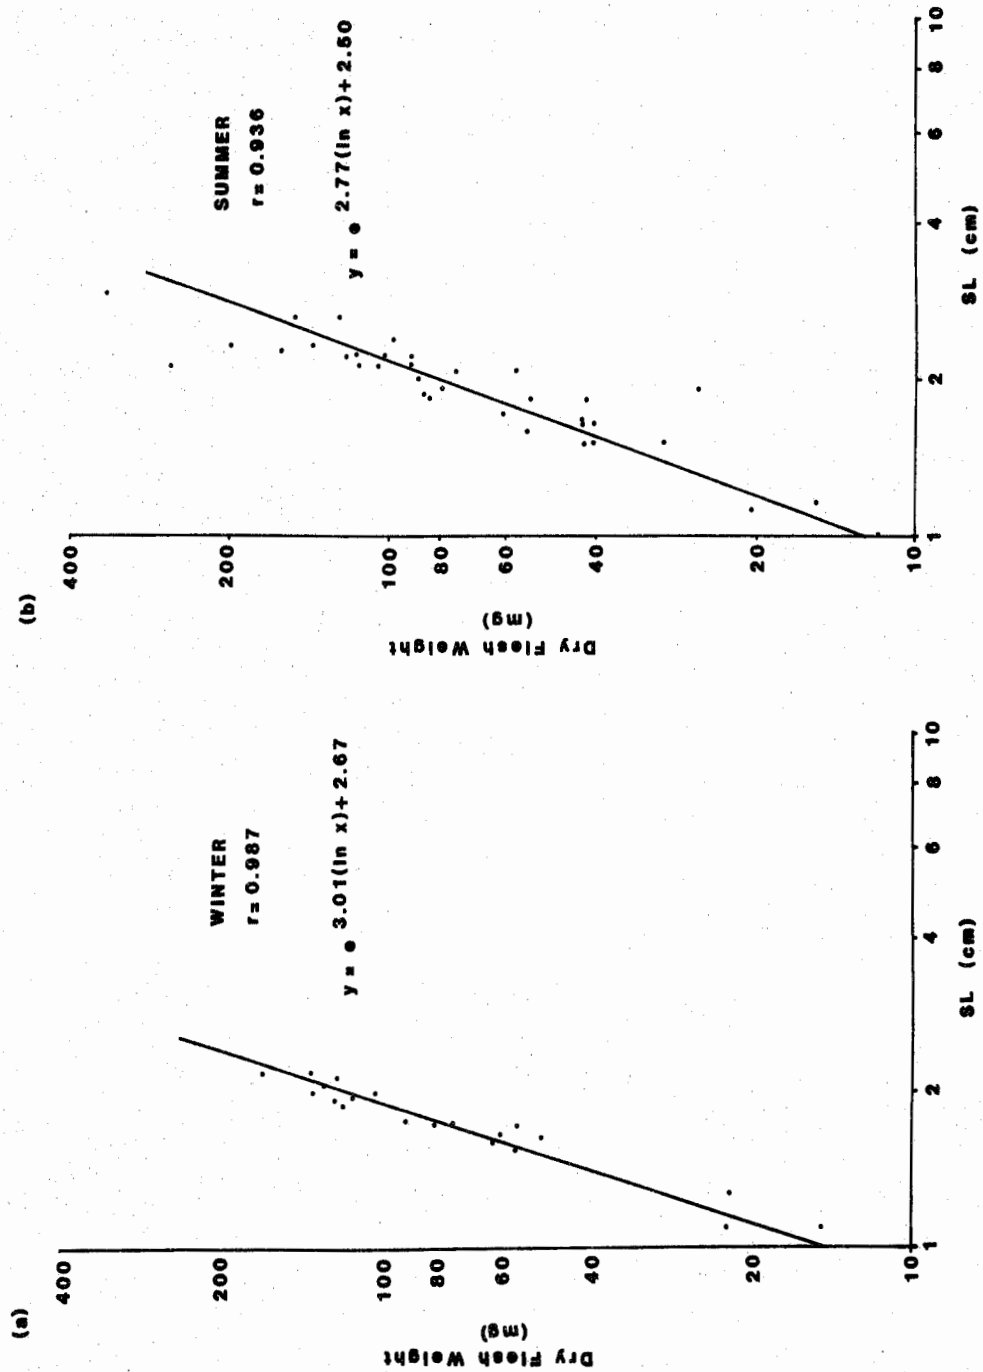 (a)
400
200
100
80
60
40
20
10
Dry Flesh Weight
(mg)
WINTER
r= 0.987
y = e 3.01(ln x)+2.67
1
2
4
6
8
10
SL (cm)
(b)
400
200
100
80
60
40
20
10
Dry Flesh Weight
(mg)
SUMMER
r= 0.936
y = e 2.77(ln x)+2.50
1
2
4
6
8
10
SL (cm)